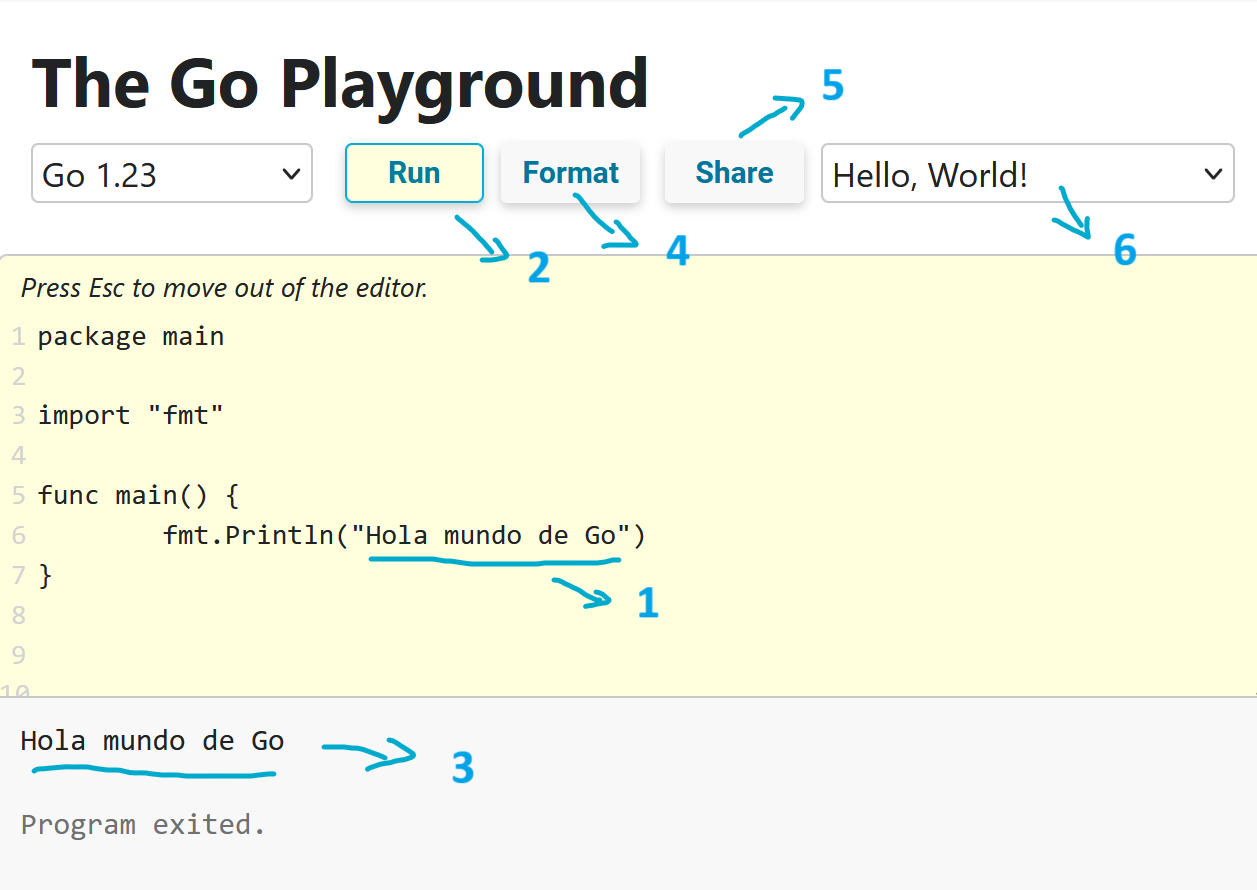 The Go Playground
5
Go 1.23 Run Format Share Hello, World!
2 4 6
Press Esc to move out of the editor.
1 package main
2
3 import "fmt"
4
5 func main() {
6 fmt.Println("Hola mundo de Go")
7 }
1
8
9
10
Hola mundo de Go
3
Program exited.